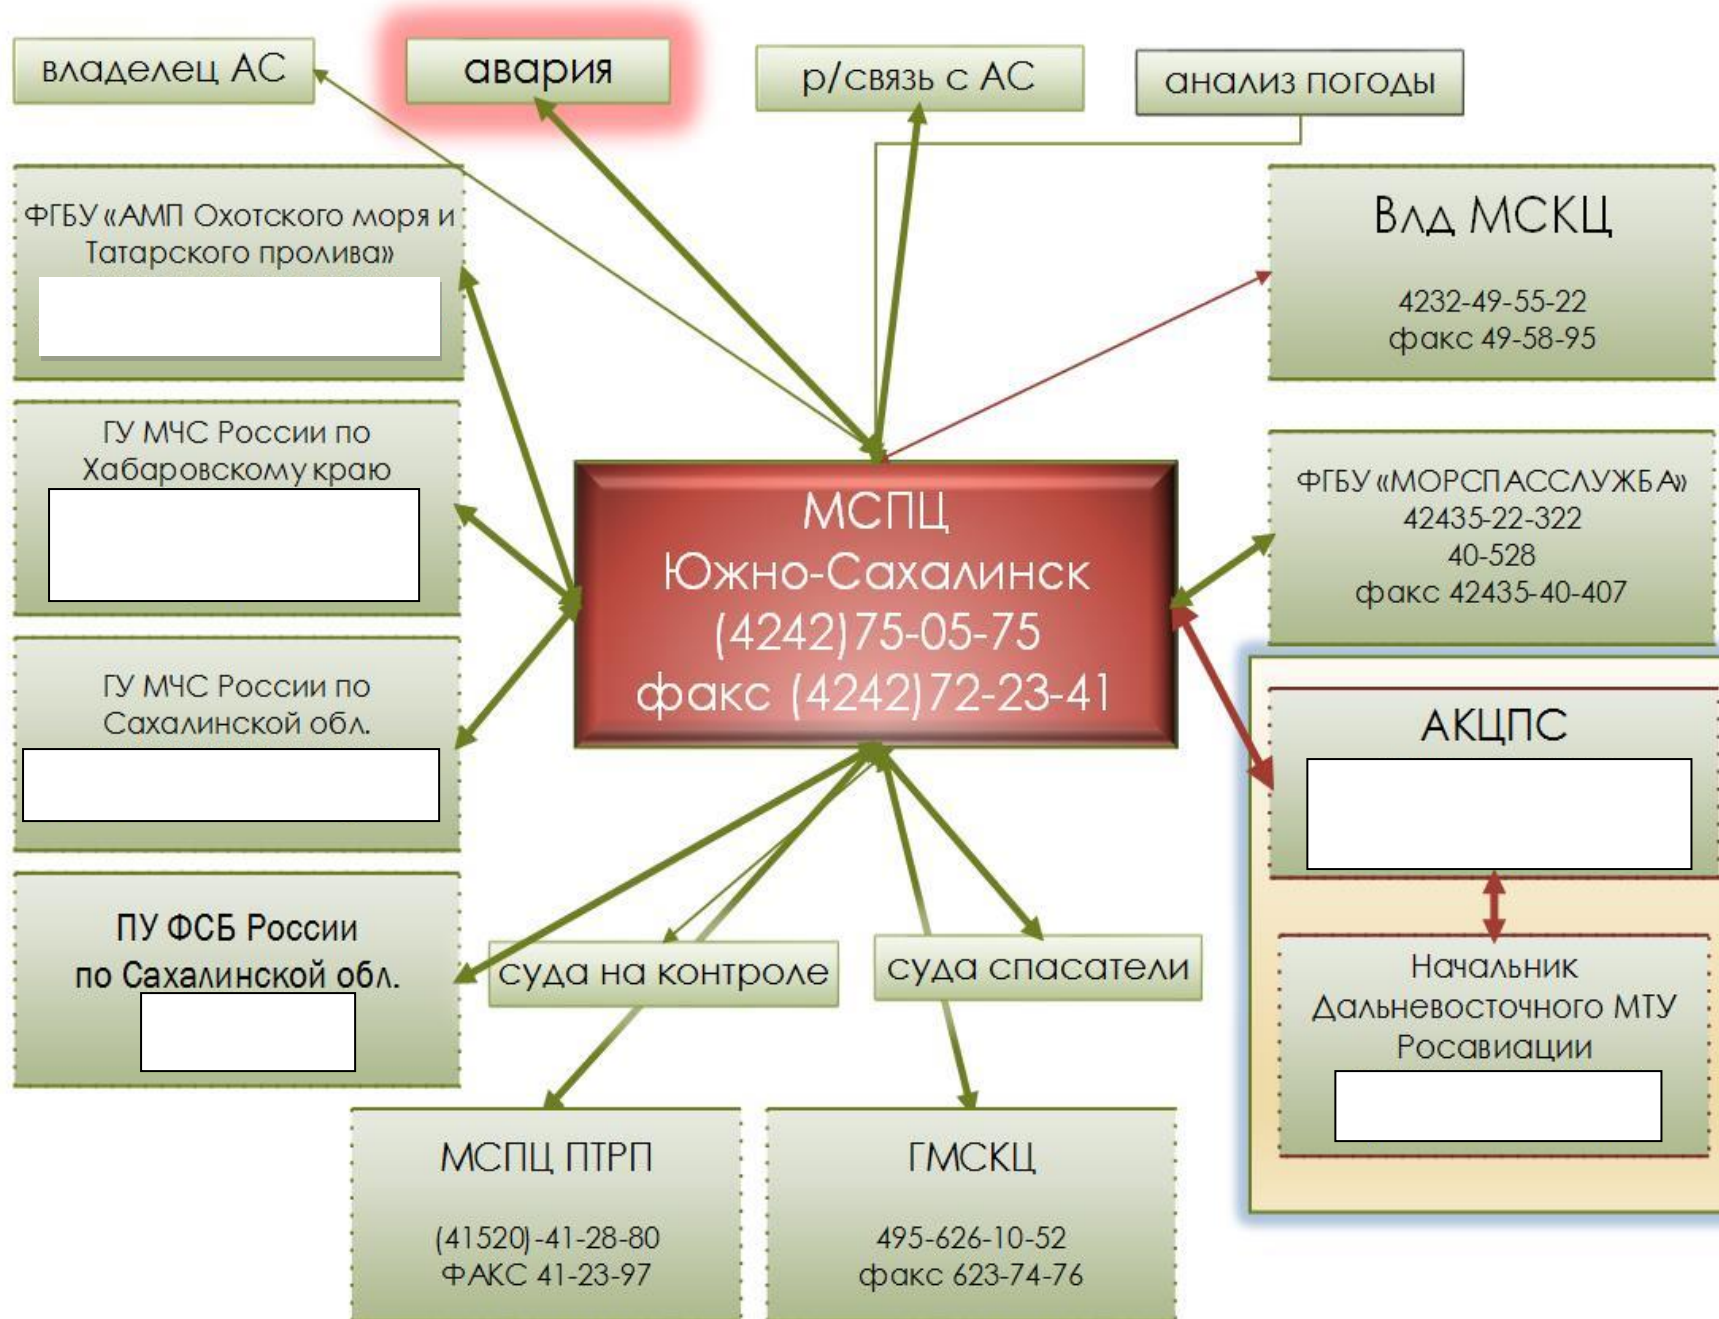 владелец АС
авария
р/связь с АС
анализ погоды
ФГБУ «АМП Охотского моря и
Татарского пролива»
Влд МСКЦ
4232-49-55-22
факс 49-58-95
ГУ МЧС России по
Хабаровскому краю
МСПЦ
Южно-Сахалинск
(4242)75-05-75
факс (4242)72-23-41
ФГБУ «МОРСПАССЛУЖБА»
42435-22-322
40-528
факс 42435-40-407
ГУ МЧС России по
Сахалинской обл.
АКЦПС
ПУ ФСБ России
по Сахалинской обл.
суда на контроле
суда спасатели
Начальник
Дальневосточного МТУ
Росавиации
МСПЦ ПТРП
(41520)-41-28-80
ФАКС 41-23-97
ГМСКЦ
495-626-10-52
факс 623-74-76